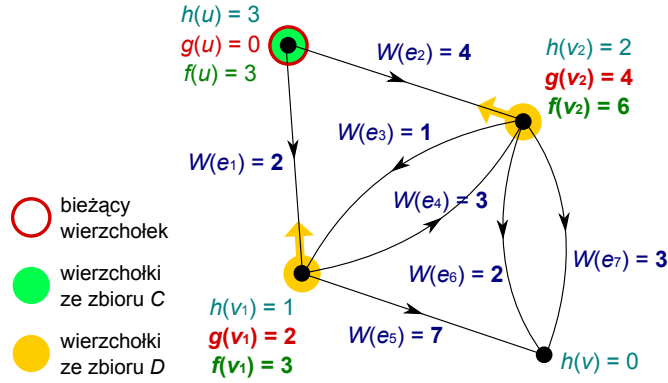 h(u) = 3
g(u) = 0
f(u) = 3
W(e₂) = 4
h(v₂) = 2
g(v₂) = 4
f(v₂) = 6
W(e₃) = 1
W(e₁) = 2
W(e₄) = 3
W(e₆) = 2
W(e₇) = 3
h(v₁) = 1
g(v₁) = 2
f(v₁) = 3
W(e₅) = 7
h(v) = 0
bieżący
wierzchołek
wierzchołki
ze zbioru C
wierzchołki
ze zbioru D